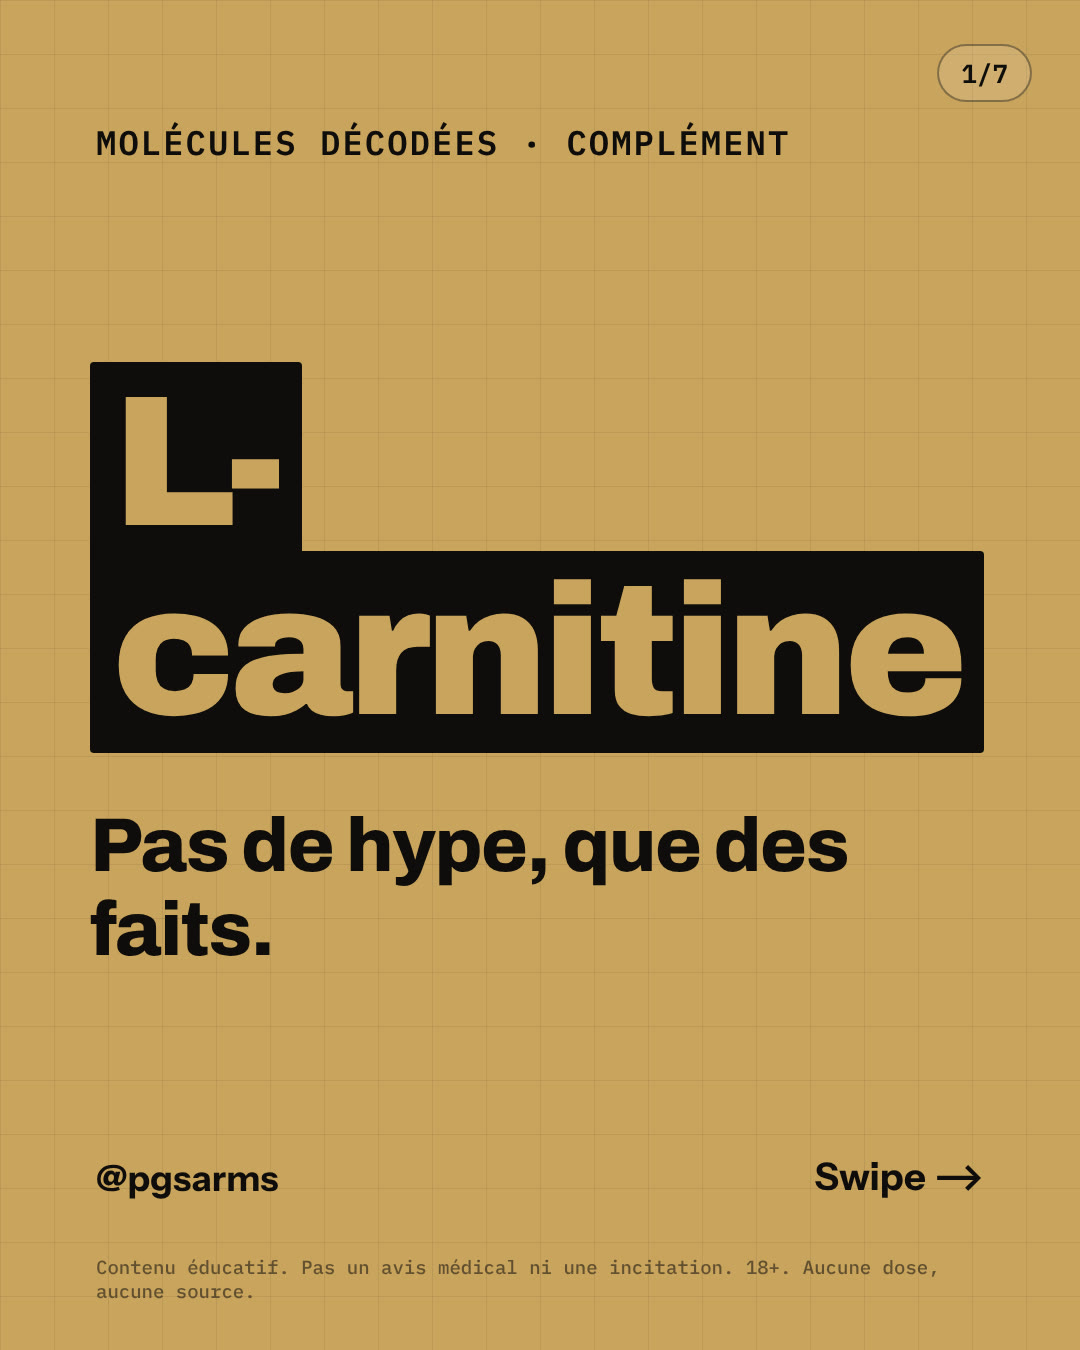 1/7
MOLÉCULES DÉCODÉES · COMPLÉMENT
L-
carnitine
Pas de hype, que des
faits.
@pgsarms
Swipe →
Contenu éducatif. Pas un avis médical ni une incitation. 18+. Aucune dose,
aucune source.